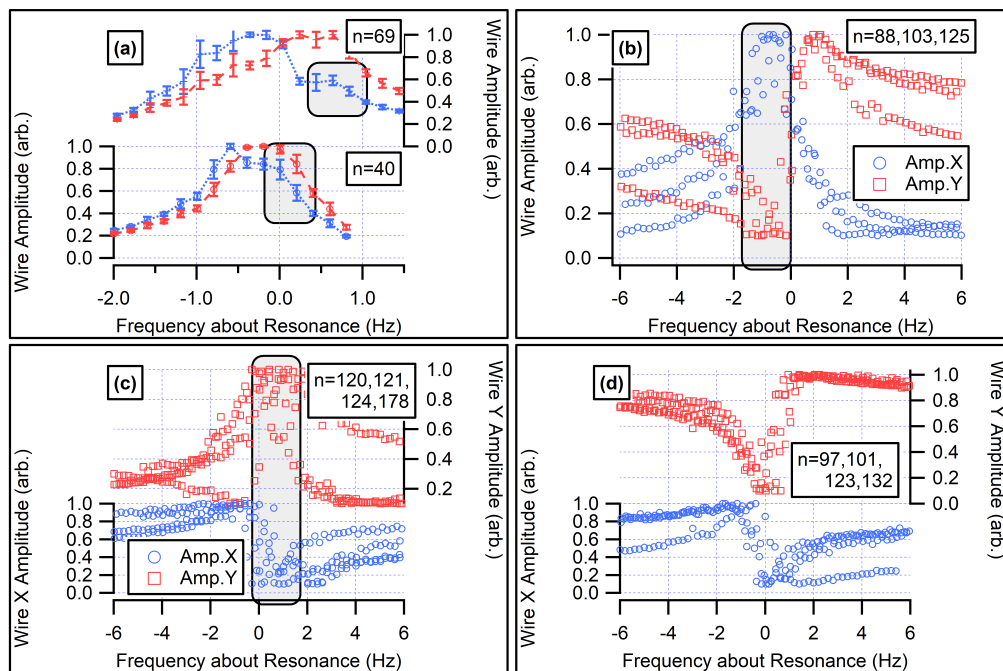 (a)
n=69
1.0
0.8
0.6
0.4
0.2
0.0
Wire Amplitude (arb.)
1.0
0.8
0.6
0.4
0.2
0.0
n=40
Wire Amplitude (arb.)
-2.0 -1.0 0.0 1.0
Frequency about Resonance (Hz)
(b)
n=88,103,125
1.0
0.8
0.6
0.4
0.2
0.0
Wire Amplitude (arb.)
Amp.X
Amp.Y
-6 -4 -2 0 2 4 6
Frequency about Resonance (Hz)
(c)
n=120,121,
124,178
1.0
0.8
0.6
0.4
0.2
Wire Y Amplitude (arb.)
1.0
0.8
0.6
0.4
0.2
0.0
Wire X Amplitude (arb.)
Amp.X
Amp.Y
-6 -4 -2 0 2 4 6
Frequency about Resonance (Hz)
(d)
n=97,101,
123,132
1.0
0.8
0.6
0.4
0.2
0.0
Wire Y Amplitude (arb.)
1.0
0.8
0.6
0.4
0.2
0.0
Wire X Amplitude (arb.)
-6 -4 -2 0 2 4 6
Frequency about Resonance (Hz)